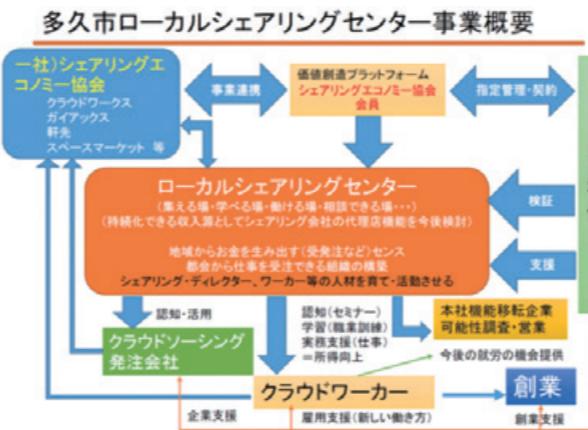 多久市ローカルシェアリングセンター事業概要
一社)シェアリングエ
コノミー協会
クラウドワークス
ガイアックス
軒先
スペースマーケット 等
事業連携
価値創造プラットフォーム
シェアリングエコノミー協会
会員
指定管理・契約
ローカルシェアリングセンター
(集える場・学べる場・働ける場・相談できる場・・・)
(持続化できる収入源としてシェアリング会社の代理店機能を今後検討)
地域からお金を生み出す(受発注など)センス
都会から仕事を受注できる組織の構築
シェアリング・ディレクター、ワーカー等の人材を育て・活動させる
検証
支援
認知・活用
クラウドソーシング
発注会社
認知(セミナー)
学習(職業訓練)
実務支援(仕事)
=所得向上
本社機能移転企業
可能性調査・営業
今後の就労の機会提供
クラウドワーカー
創業
企業支援
雇用支援(新しい働き方)
創業支援